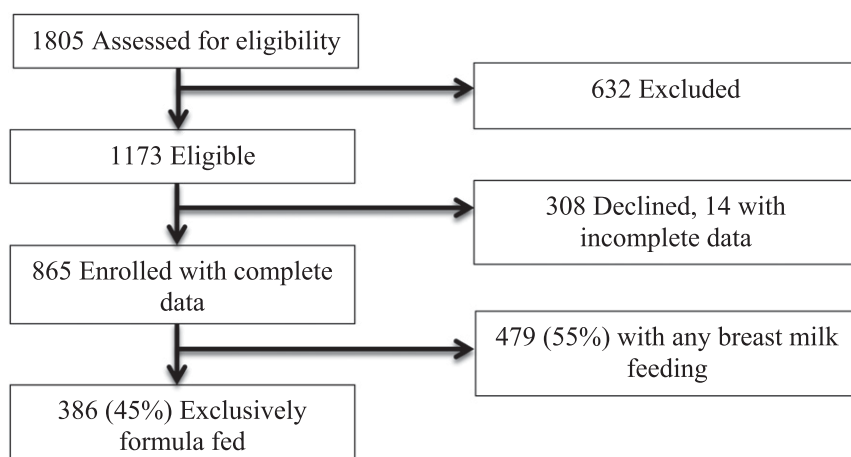 1805 Assessed for eligibility
632 Excluded
1173 Eligible
308 Declined, 14 with
incomplete data
865 Enrolled with complete
data
479 (55%) with any breast milk
feeding
386 (45%) Exclusively
formula fed